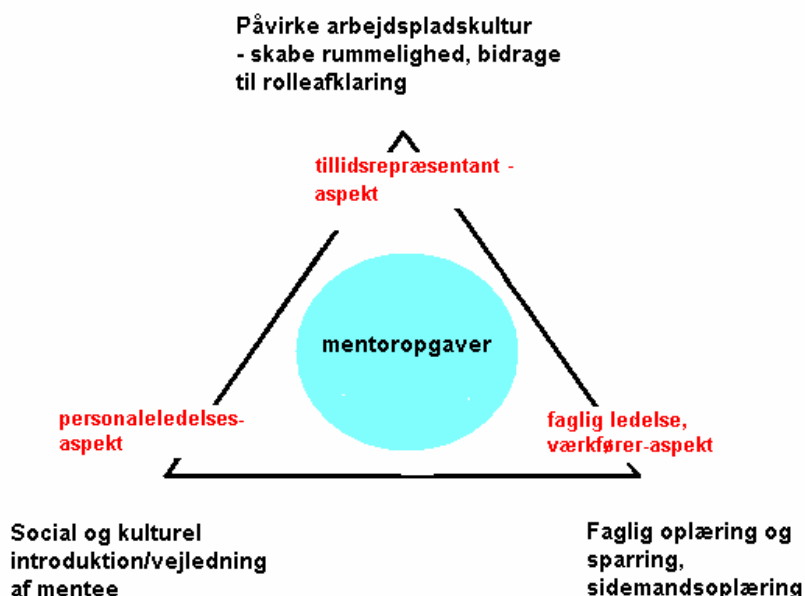 Påvirke arbejdspladskultur
- skabe rummelighed, bidrage
til rolleafklaring
tillidsrepræsentant -
aspekt
mentoropgaver
personaleledelses-
aspekt
faglig ledelse,
værkfører-aspekt
Social og kulturel
introduktion/vejledning
af mentee
Faglig oplæring og
sparring,
sidemandsoplæring